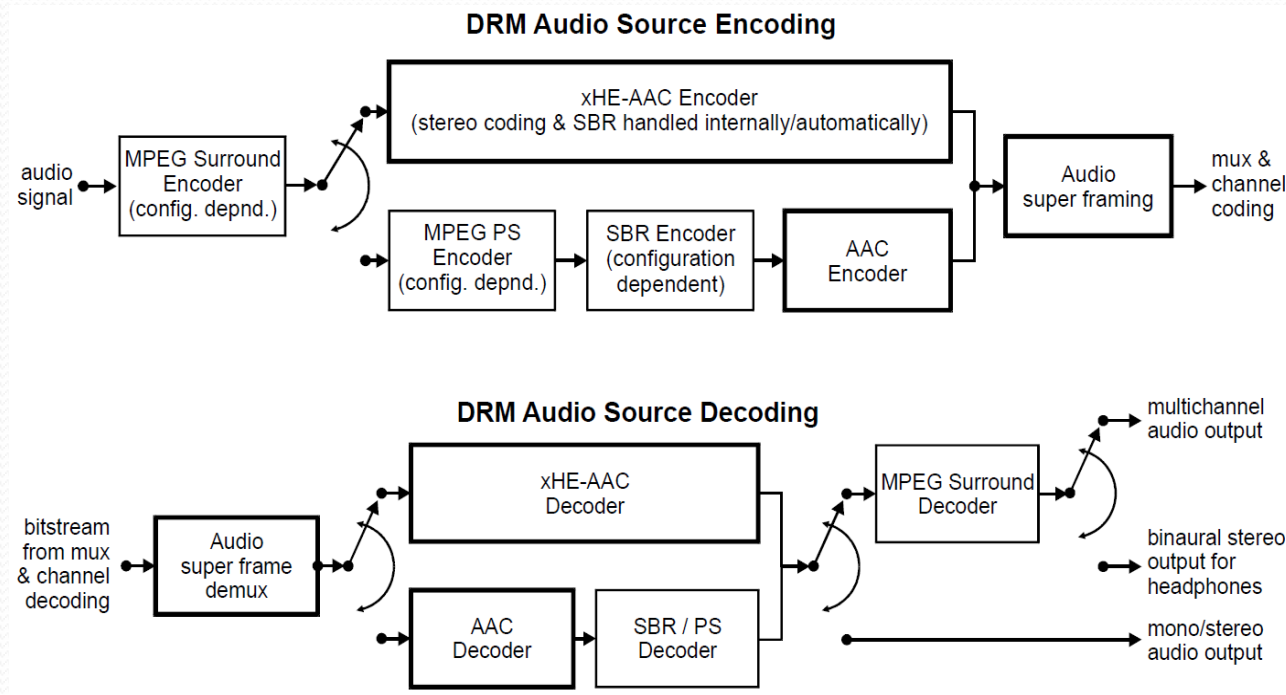 DRM Audio Source Encoding
xHE-AAC Encoder
(stereo coding & SBR handled internally/automatically)
audio
signal
MPEG Surround
Encoder
(config. depnd.)
MPEG PS
Encoder
(config. depnd.)
SBR Encoder
(configuration
dependent)
AAC
Encoder
Audio
super framing
mux &
channel
coding
DRM Audio Source Decoding
bitstream
from mux
& channel
decoding
Audio
super frame
demux
xHE-AAC
Decoder
AAC
Decoder
SBR / PS
Decoder
MPEG Surround
Decoder
multichannel
audio output
binaural stereo
output for
headphones
mono/stereo
audio output